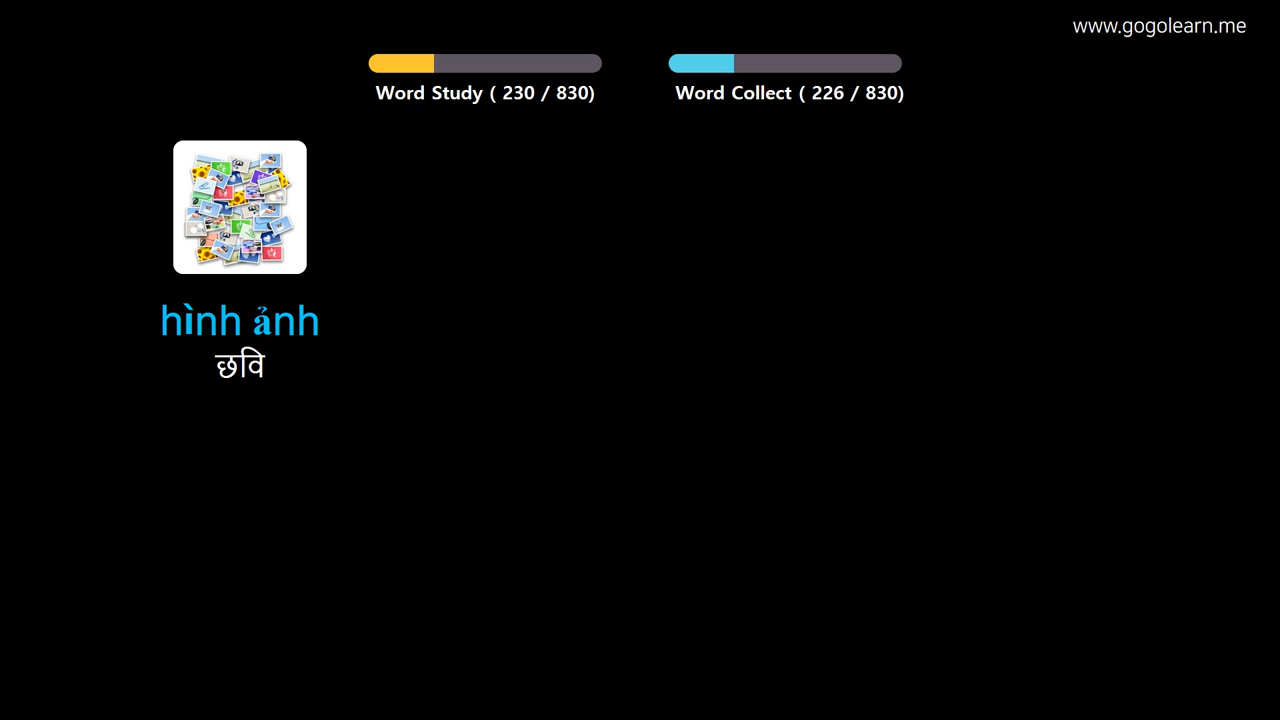 www.gogolearn.me
Word Study ( 230 / 830)
Word Collect ( 226 / 830)
hình ảnh
छवि